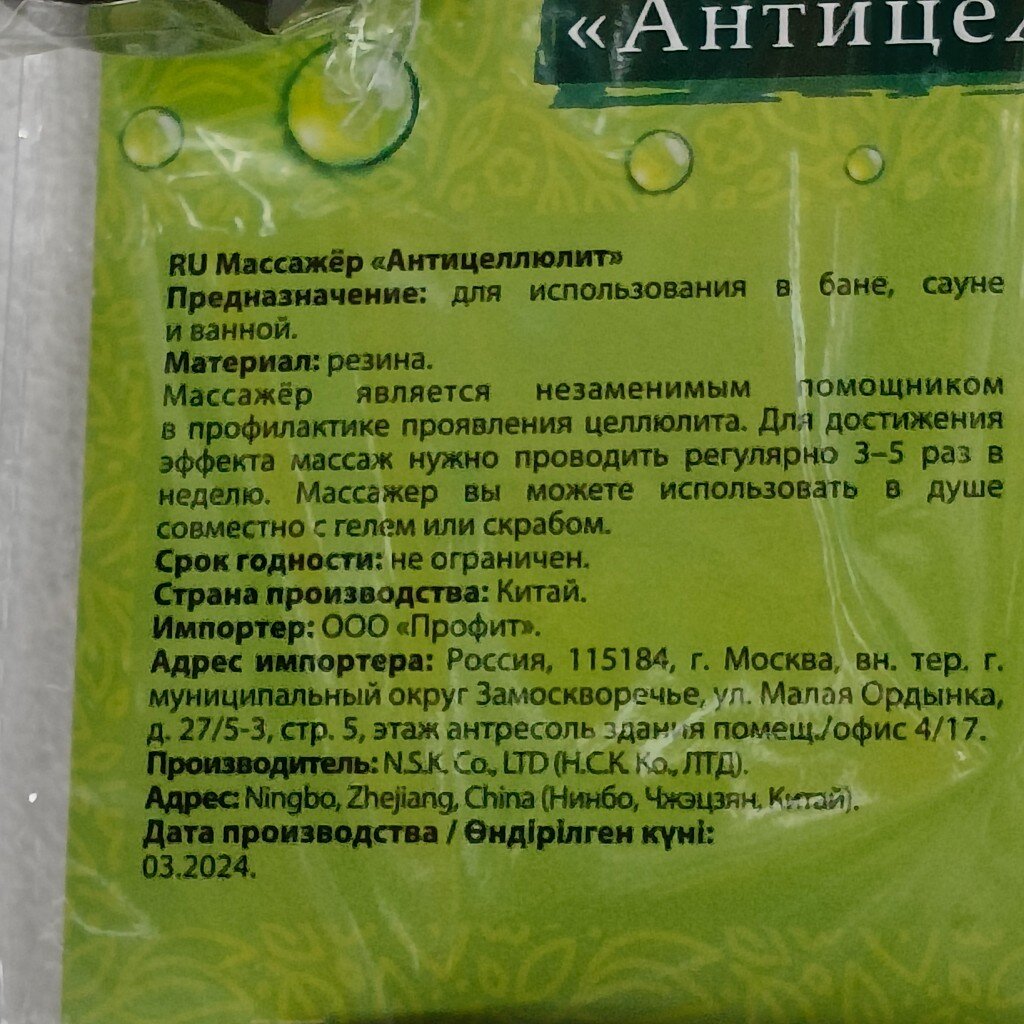 «Антицел
RU Массажёр «Антицеллюлит»
Предназначение: для использования в бане, сауне
и ванной.
Материал: резина.
Массажёр является незаменимым помощником
в профилактике проявления целлюлита. Для достижения
эффекта массаж нужно проводить регулярно 3–5 раз в
неделю. Массажер вы можете использовать в душе
совместно с гелем или скрабом.
Срок годности: не ограничен.
Страна производства: Китай.
Импортер: ООО «Профит».
Адрес импортера: Россия, 115184, г. Москва, вн. тер. г.
муниципальный округ Замоскворечье, ул. Малая Ордынка,
д. 27/5-3, стр. 5, этаж антресоль здания помещ./офис 4/17.
Производитель: N.S.K. Co., LTD (Н.С.К. Ко., ЛТД).
Адрес: Ningbo, Zhejiang, China (Нинбо, Чжэцзян, Китай).
Дата производства / Өндірілген күні:
03.2024.